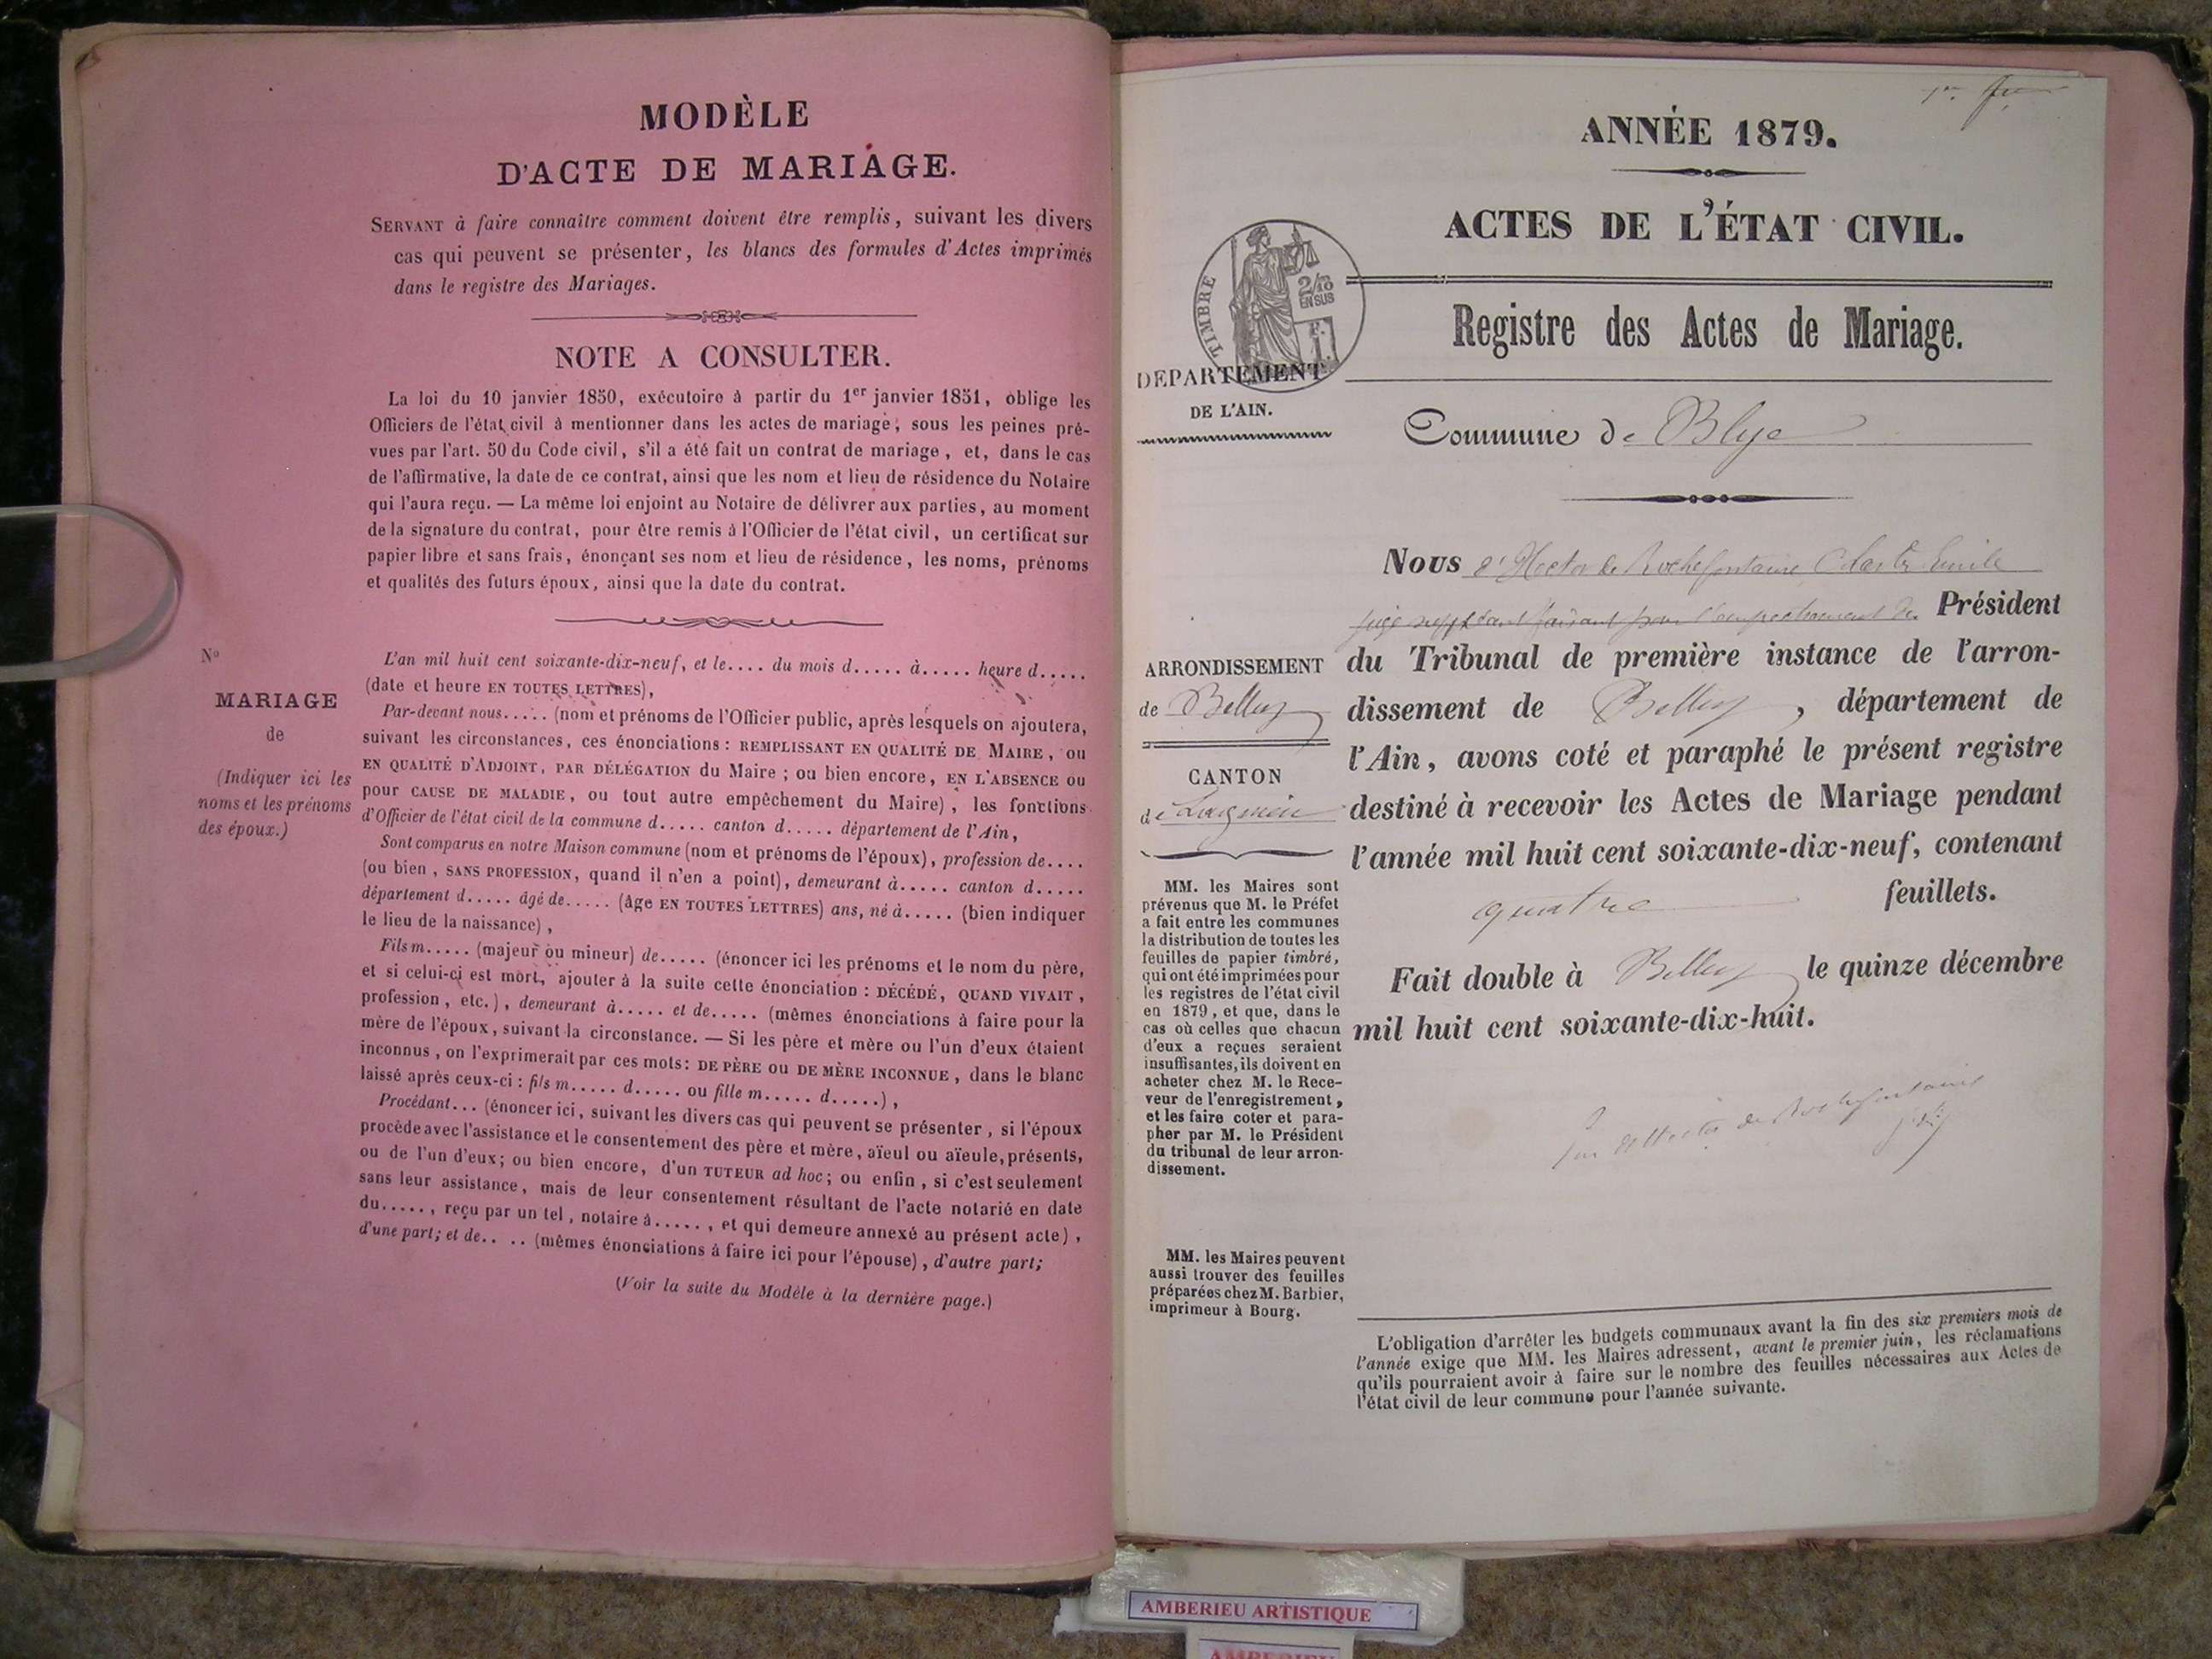 MODÈLE
D'ACTE DE MARIAGE.
SERVANT à faire connaître comment doivent être remplis, suivant les divers
cas qui peuvent se présenter, les blancs des formules d'Actes imprimés
dans le registre des Mariages.
NOTE A CONSULTER.
La loi du 10 janvier 1850, exécutoire à partir du 1er janvier 1851, oblige les
Officiers de l'état civil à mentionner dans les actes de mariage, sous les peines pré-
vues par l'art. 50 du Code civil, s'il a été fait un contrat de mariage, et, dans le cas
de l'affirmative, la date de ce contrat, ainsi que les nom et lieu de résidence du Notaire
qui l'aura reçu. — La même loi enjoint au Notaire de délivrer aux parties, au moment
de la signature du contrat, pour être remis à l'Officier de l'état civil, un certificat sur
papier libre et sans frais, énonçant ses nom et lieu de résidence, les noms, prénoms
et qualités des futurs époux, ainsi que la date du contrat.
No
MARIAGE
de
(Indiquer ici les
noms et les prénoms
des époux.)
L'an mil huit cent soixante-dix-neuf, et le.... du mois d..... à..... heure d.....
(date et heure EN TOUTES LETTRES),
Par-devant nous..... (nom et prénoms de l'Officier public, après lesquels on ajoutera,
suivant les circonstances, ces énonciations : REMPLISSANT EN QUALITÉ DE MAIRE, ou
EN QUALITÉ D'ADJOINT, PAR DÉLÉGATION du Maire ; ou bien encore, EN L'ABSENCE ou
pour CAUSE DE MALADIE, ou tout autre empêchement du Maire), les fonctions
d'Officier de l'état civil de la commune d..... canton d..... département de l'Ain,
Sont comparus en notre Maison commune (nom et prénoms de l'époux), profession de....
(ou bien, SANS PROFESSION, quand il n'en a point), demeurant à..... canton d.....
département d..... âgé de..... (âge EN TOUTES LETTRES) ans, né à..... (bien indiquer
le lieu de la naissance),
Fils m..... (majeur ou mineur) de..... (énoncer ici les prénoms et le nom du père,
et si celui-ci est mort, ajouter à la suite cette énonciation : DÉCÉDÉ, QUAND VIVAIT,
profession, etc.), demeurant à..... et de..... (mêmes énonciations à faire pour la
mère de l'époux, suivant la circonstance. — Si les père et mère ou l'un d'eux étaient
inconnus, on l'exprimerait par ces mots: DE PÈRE OU DE MÈRE INCONNUE, dans le blanc
laissé après ceux-ci : fils m..... d..... ou fille m..... d.....),
Procédant... (énoncer ici, suivant les divers cas qui peuvent se présenter, si l'époux
procède avec l'assistance et le consentement des père et mère, aïeul ou aïeule, présents,
ou de l'un d'eux; ou bien encore, d'un TUTEUR ad hoc; ou enfin, si c'est seulement
sans leur assistance, mais de leur consentement résultant de l'acte notarié en date
du....., reçu par un tel, notaire à....., et qui demeure annexé au présent acte),
d'une part; et de.. .. (mêmes énonciations à faire ici pour l'épouse), d'autre part;
(Voir la suite du Modèle à la dernière page.)
ANNÉE 1879.
ACTES DE L'ÉTAT CIVIL.
TIMBRE
2/10
EN SUS
Registre des Actes de Mariage.
DEPARTEMENT
DE L'AIN.
Commune de Blye
Nous d'Hector de Rochefontaine Charles Emile
juge suppléant faisant pour l'empêchement du Président
du Tribunal de première instance de l'arron-
dissement de Belley, département de
l'Ain, avons coté et paraphé le présent registre
destiné à recevoir les Actes de Mariage pendant
l'année mil huit cent soixante-dix-neuf, contenant
quatre feuillets.
Fait double à Belley le quinze décembre
mil huit cent soixante-dix-huit.
d'Hector de Rochefontaine
ARRONDISSEMENT
de Belley
CANTON
de Lagnieu
MM. les Maires sont
prévenus que M. le Préfet
a fait entre les communes
la distribution de toutes les
feuilles de papier timbré,
qui ont été imprimées pour
les registres de l'état civil
en 1879, et que, dans le
cas où celles que chacun
d'eux a reçues seraient
insuffisantes, ils doivent en
acheter chez M. le Rece-
veur de l'enregistrement,
et les faire coter et para-
pher par M. le Président
du tribunal de leur arron-
dissement.
MM. les Maires peuvent
aussi trouver des feuilles
préparées chez M. Barbier,
imprimeur à Bourg.
L'obligation d'arrêter les budgets communaux avant la fin des six premiers mois de
l'année exige que MM. les Maires adressent, avant le premier juin, les réclamations
qu'ils pourraient avoir à faire sur le nombre des feuilles nécessaires aux Actes de
l'état civil de leur commune pour l'année suivante.
AMBERIEU ARTISTIQUE
AMBERIEU